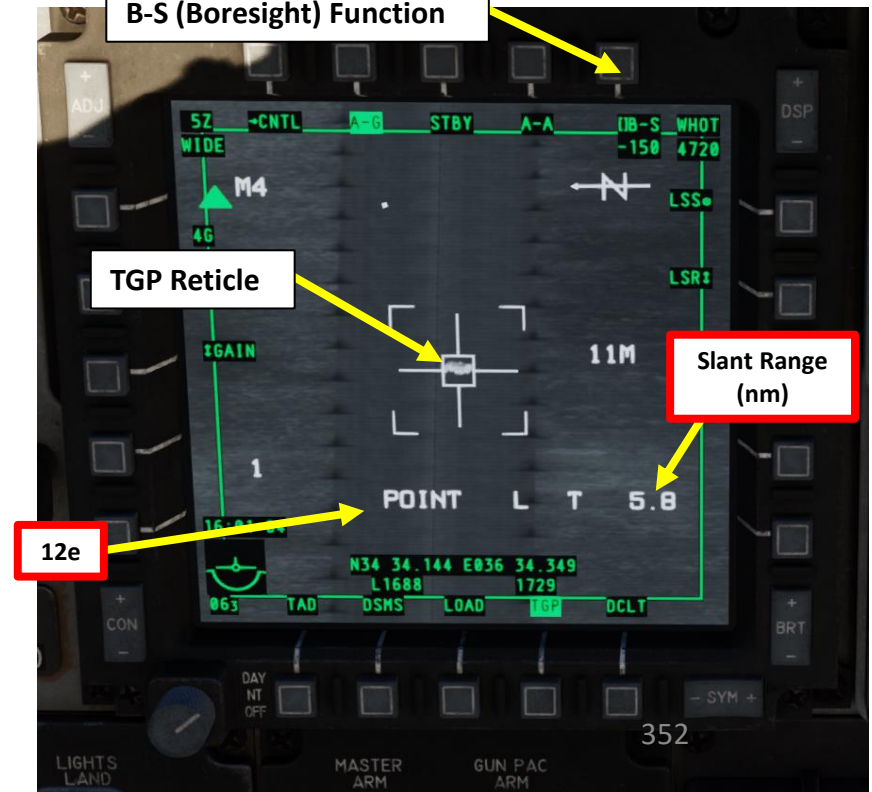 B-S (Boresight) Function
+
ADJ
-
+
DSP
-
5Z →CNTL A-G STBY A-A []B-S WHOT
WIDE -150 4720
M4 N
LSS
4G
TGP Reticle
LSR↕
↕GAIN
11M
Slant Range
(nm)
1
POINT L T 5.8
12e
N34 34.144 E036 34.349
L1688 1729
063 TAD DSMS LOAD TGP DCLT
+
CON
-
+
BRT
-
DAY
NT
OFF
- SYM +
352
LIGHTS
LAND
MASTER
ARM
GUN PAC
ARM